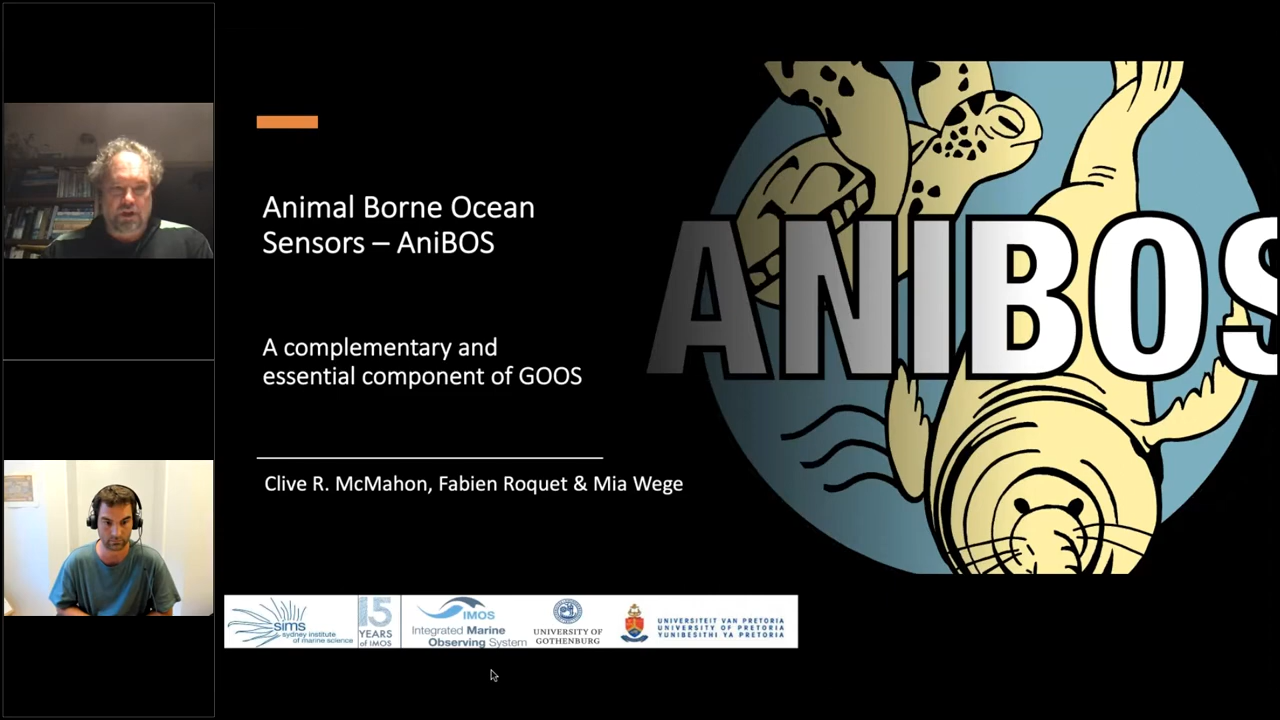 Animal Borne Ocean
Sensors – AniBOS
A complementary and
essential component of GOOS
Clive R. McMahon, Fabien Roquet & Mia Wege
ANIBOS
sims
sydney institute
of marine science
15
YEARS
of IMOS
IMOS
Integrated Marine
Observing System
UNIVERSITY OF
GOTHENBURG
UNIVERSITEIT VAN PRETORIA
UNIVERSITY OF PRETORIA
YUNIBESITHI YA PRETORIA